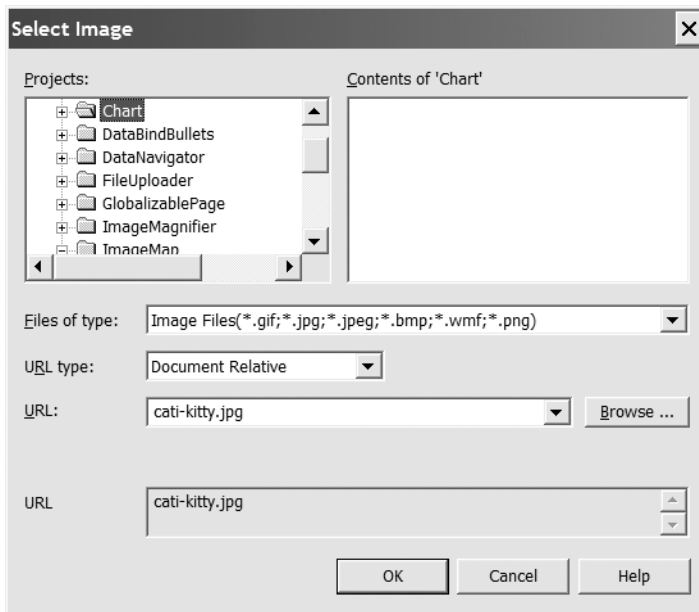 Select Image
Projects:
Contents of 'Chart'
Chart
DataBindBullets
DataNavigator
FileUploader
GlobalizablePage
ImageMagnifier
ImageMap
Files of type:
Image Files(*.gif;*.jpg;*.jpeg;*.bmp;*.wmf;*.png)
URL type:
Document Relative
URL:
cati-kitty.jpg
Browse ...
URL
cati-kitty.jpg
OK
Cancel
Help